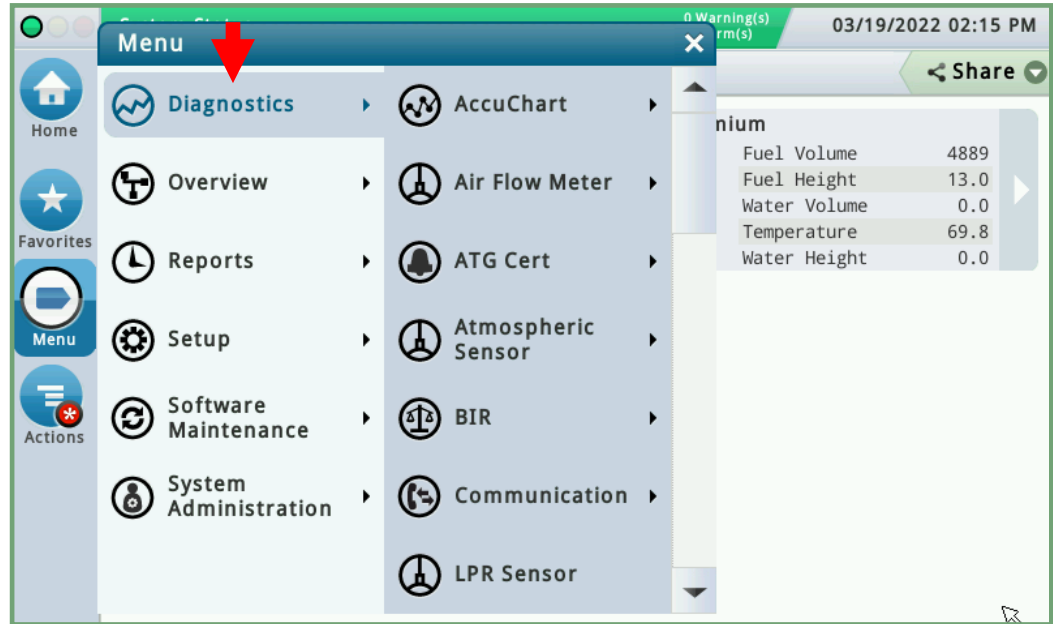 0 Warning(s)
03/19/2022 02:15 PM
Menu
Share
Home
Favorites
Menu
Actions
Diagnostics
Overview
Reports
Setup
Software
Maintenance
System
Administration
AccuChart
Air Flow Meter
ATG Cert
Atmospheric
Sensor
BIR
Communication
LPR Sensor
Fuel Volume 4889
Fuel Height 13.0
Water Volume 0.0
Temperature 69.8
Water Height 0.0